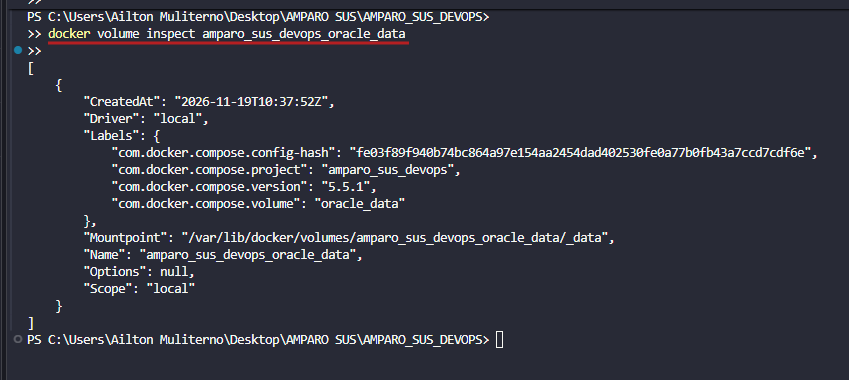 PS C:\Users\Ailton Muliterno\Desktop\AMPARO SUS\AMPARO_SUS_DEVOPS>
>> docker volume inspect amparo_sus_devops_oracle_data
>>
[
    {
        "CreatedAt": "2026-11-19T10:37:52Z",
        "Driver": "local",
        "Labels": {
            "com.docker.compose.config-hash": "fe03f89f940b74bc864a97e154aa2454dad402530fe0a77b0fb43a7ccd7cdf6e",
            "com.docker.compose.project": "amparo_sus_devops",
            "com.docker.compose.version": "5.5.1",
            "com.docker.compose.volume": "oracle_data"
        },
        "Mountpoint": "/var/lib/docker/volumes/amparo_sus_devops_oracle_data/_data",
        "Name": "amparo_sus_devops_oracle_data",
        "Options": null,
        "Scope": "local"
    }
]
PS C:\Users\Ailton Muliterno\Desktop\AMPARO SUS\AMPARO_SUS_DEVOPS>